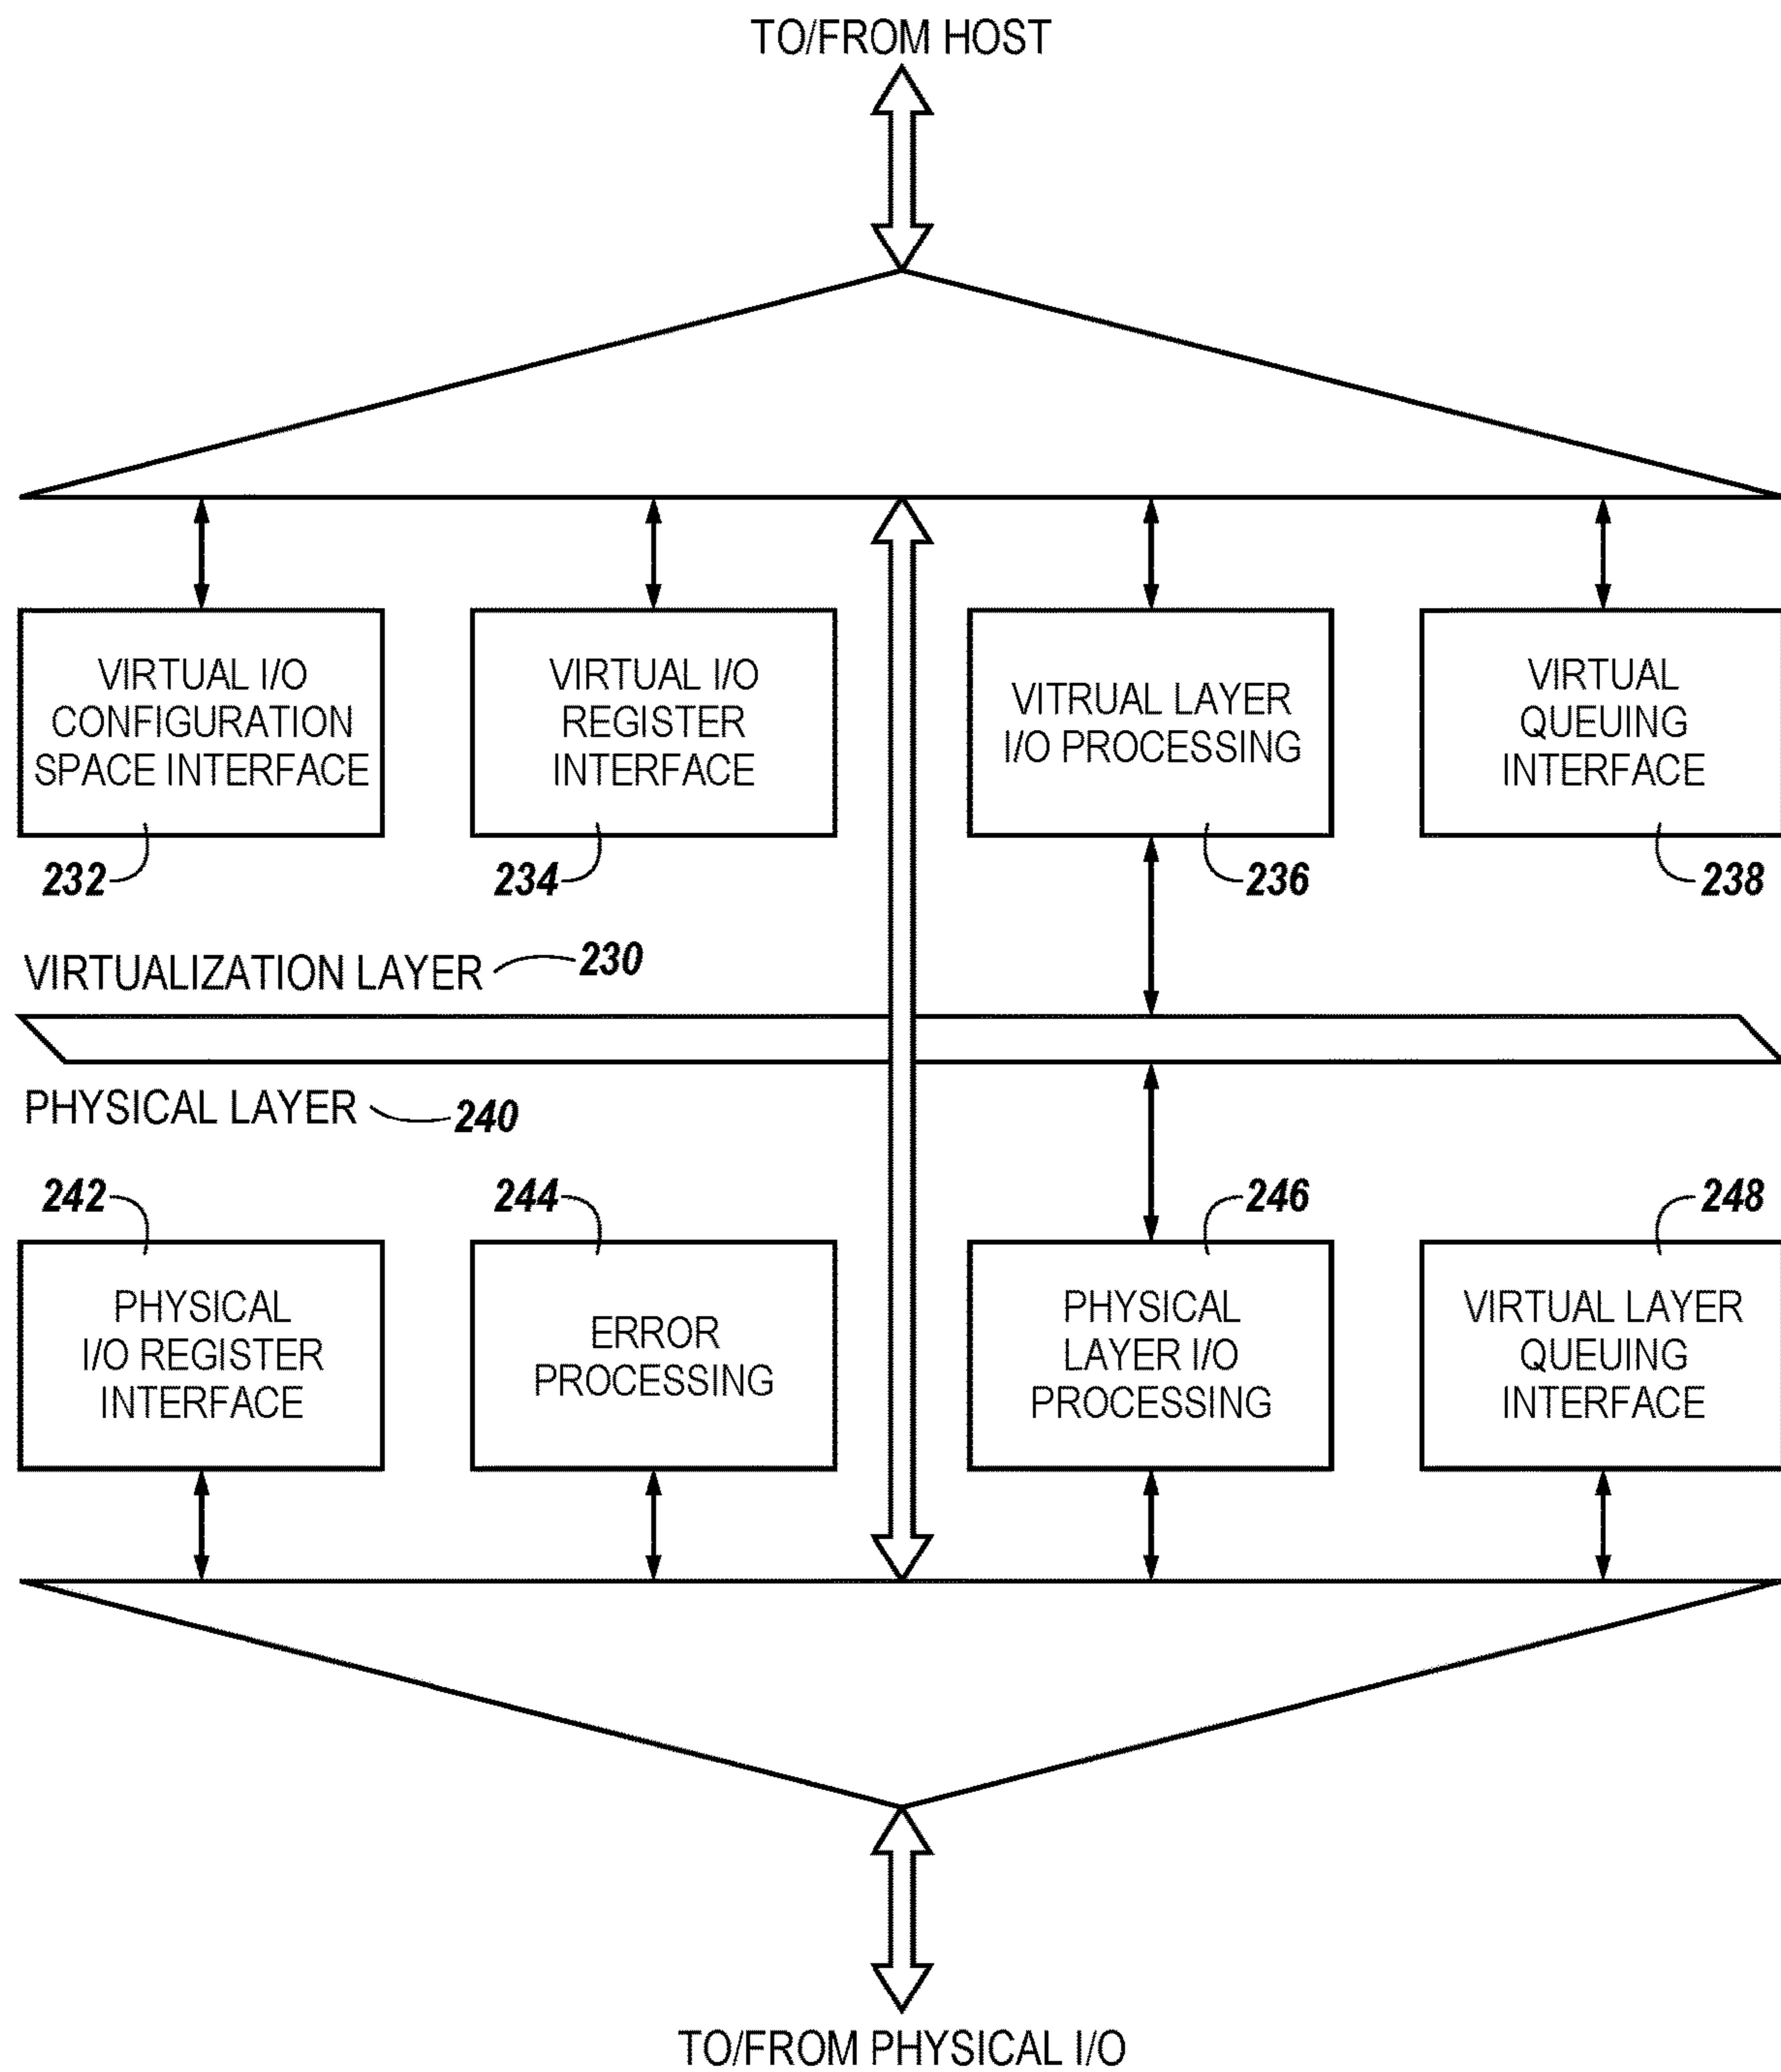 TO/FROM HOST
VIRTUAL I/O
CONFIGURATION
SPACE INTERFACE
232
VIRTUAL I/O
REGISTER
INTERFACE
234
VITRUAL LAYER
I/O PROCESSING
236
VIRTUAL
QUEUING
INTERFACE
238
VIRTUALIZATION LAYER
230
PHYSICAL LAYER
240
242
PHYSICAL
I/O REGISTER
INTERFACE
244
ERROR
PROCESSING
246
PHYSICAL
LAYER I/O
PROCESSING
248
VIRTUAL LAYER
QUEUING
INTERFACE
TO/FROM PHYSICAL I/O